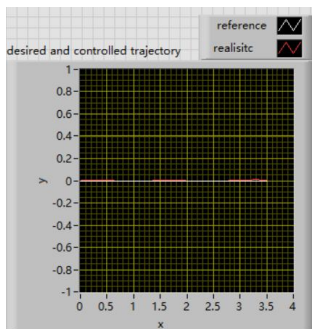 reference
desired and controlled trajectory
realisitc
1
0.8
0.6
0.4
0.2
y
0
-0.2
-0.4
-0.6
-0.8
-1
0 0.5 1 1.5 2 2.5 3 3.5 4
x